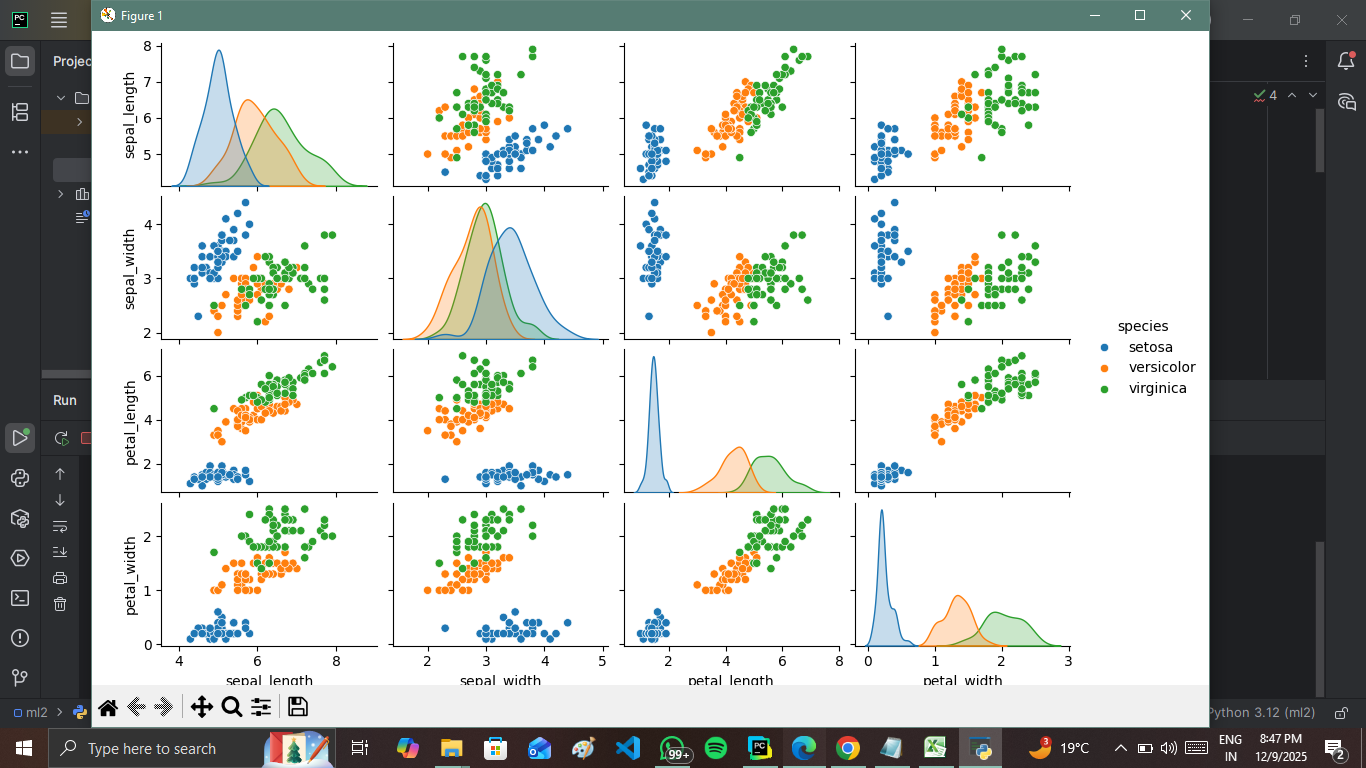 PC
Figure 1
Projec
4
Run
sepal_length
8
7
6
5
sepal_width
4
3
2
petal_length
6
4
2
petal_width
2
1
0
4 6 8
2 3 4 5
2 4 6 8
0 1 2 3
sepal_length
sepal_width
petal_length
petal_width
species
setosa
versicolor
virginica
ml2
Python 3.12 (ml2)
Type here to search
99+
PC
3
19°C
ENG
IN
8:47 PM
12/9/2025
2